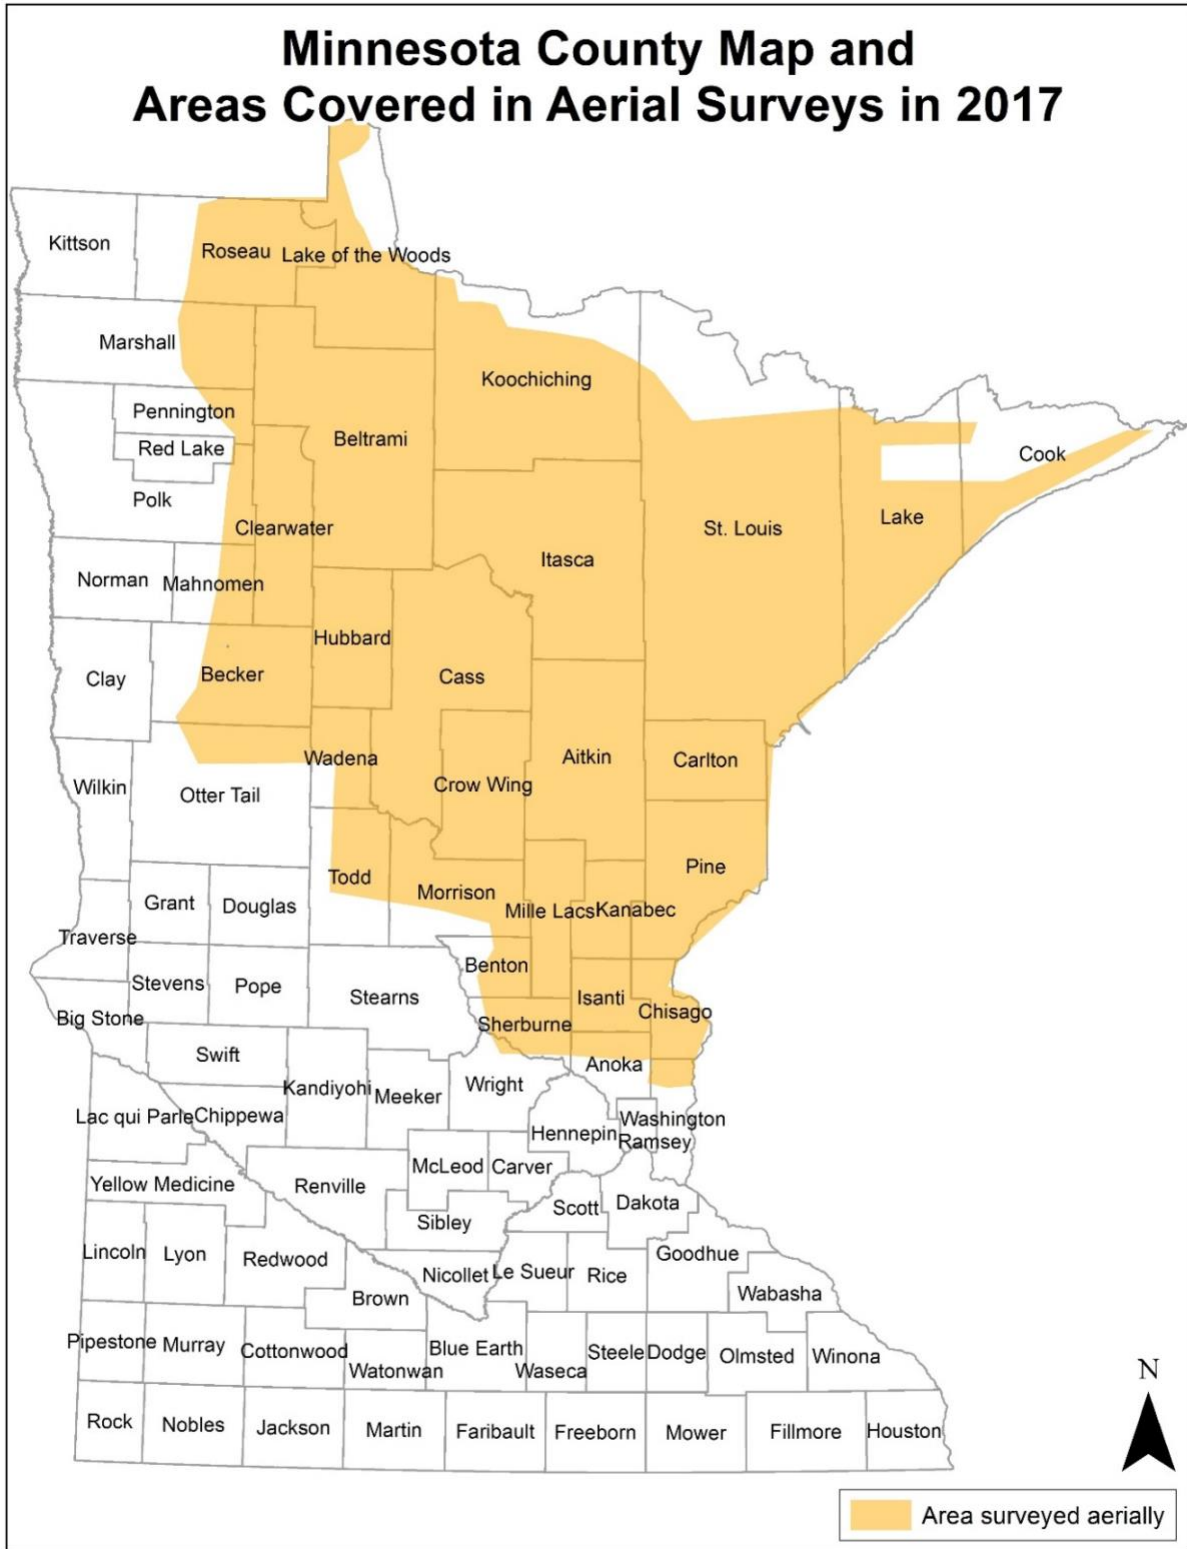 Minnesota County Map and
Areas Covered in Aerial Surveys in 2017
Kittson
Roseau
Lake of the Woods
Marshall
Koochiching
Pennington
Beltrami
Red Lake
Cook
Polk
Lake
Clearwater
St. Louis
Itasca
Norman
Mahnomen
Hubbard
Clay
Becker
Cass
Wadena
Aitkin
Carlton
Wilkin
Otter Tail
Crow Wing
Pine
Todd
Morrison
Grant
Douglas
Mille Lacs
Kanabec
Traverse
Benton
Stevens
Pope
Stearns
Isanti
Chisago
Big Stone
Sherburne
Swift
Anoka
Kandiyohi
Meeker
Wright
Lac qui Parle
Chippewa
Washington
Hennepin
Ramsey
McLeod
Carver
Yellow Medicine
Renville
Scott
Dakota
Sibley
Lincoln
Lyon
Redwood
Goodhue
Nicollet
Le Sueur
Rice
Brown
Wabasha
Pipestone
Murray
Cottonwood
Watonwan
Blue Earth
Waseca
Steele
Dodge
Olmsted
Winona
N
Rock
Nobles
Jackson
Martin
Faribault
Freeborn
Mower
Fillmore
Houston
Area surveyed aerially